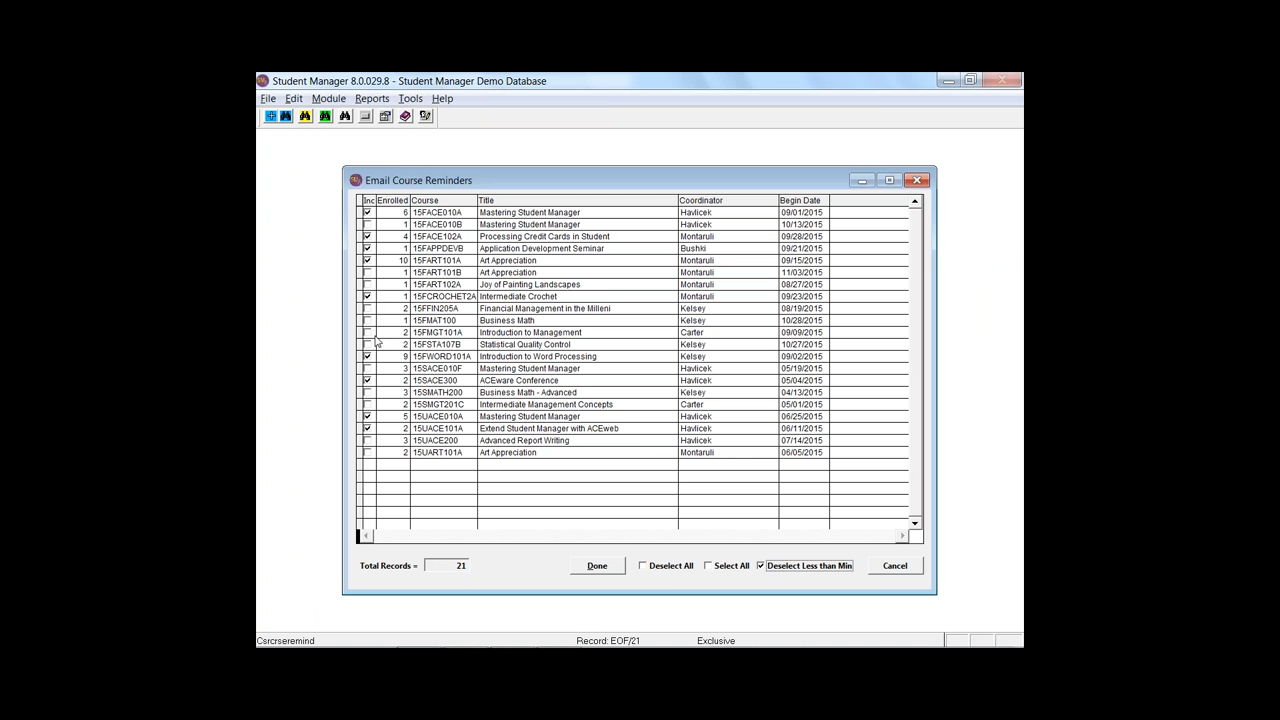 Student Manager 8.0.029.8 - Student Manager Demo Database
File Edit Module Reports Tools Help
Email Course Reminders
Inc Enrolled Course Title Coordinator Begin Date
6 15FACE010A Mastering Student Manager Havlicek 09/01/2015
1 15FACE010B Mastering Student Manager Havlicek 10/13/2015
4 15FACE102A Processing Credit Cards in Student Montaruli 09/28/2015
1 15FAPPDEVB Application Development Seminar Bushki 09/21/2015
10 15FART101A Art Appreciation Montaruli 09/15/2015
1 15FART101B Art Appreciation Montaruli 11/03/2015
1 15FART102A Joy of Painting Landscapes Montaruli 08/27/2015
1 15FCROCHET2A Intermediate Crochet Montaruli 09/23/2015
2 15FFIN205A Financial Management in the Milleni Kelsey 08/19/2015
1 15FMAT100 Business Math Kelsey 10/28/2015
2 15FMGT101A Introduction to Management Carter 09/09/2015
2 15FSTA107B Statistical Quality Control Kelsey 10/27/2015
9 15FWORD101A Introduction to Word Processing Kelsey 09/02/2015
3 15SACE010F Mastering Student Manager Havlicek 05/19/2015
2 15SACE300 ACEware Conference Havlicek 05/04/2015
3 15SMATH200 Business Math - Advanced Kelsey 04/13/2015
2 15SMGT201C Intermediate Management Concepts Carter 05/01/2015
5 15UACE010A Mastering Student Manager Havlicek 06/25/2015
2 15UACE101A Extend Student Manager with ACEweb Havlicek 06/11/2015
3 15UACE200 Advanced Report Writing Havlicek 07/14/2015
2 15UART101A Art Appreciation Montaruli 06/05/2015
Total Records = 21 Done Deselect All Select All Deselect Less than Min Cancel
Csrcrseremind Record: EOF/21 Exclusive